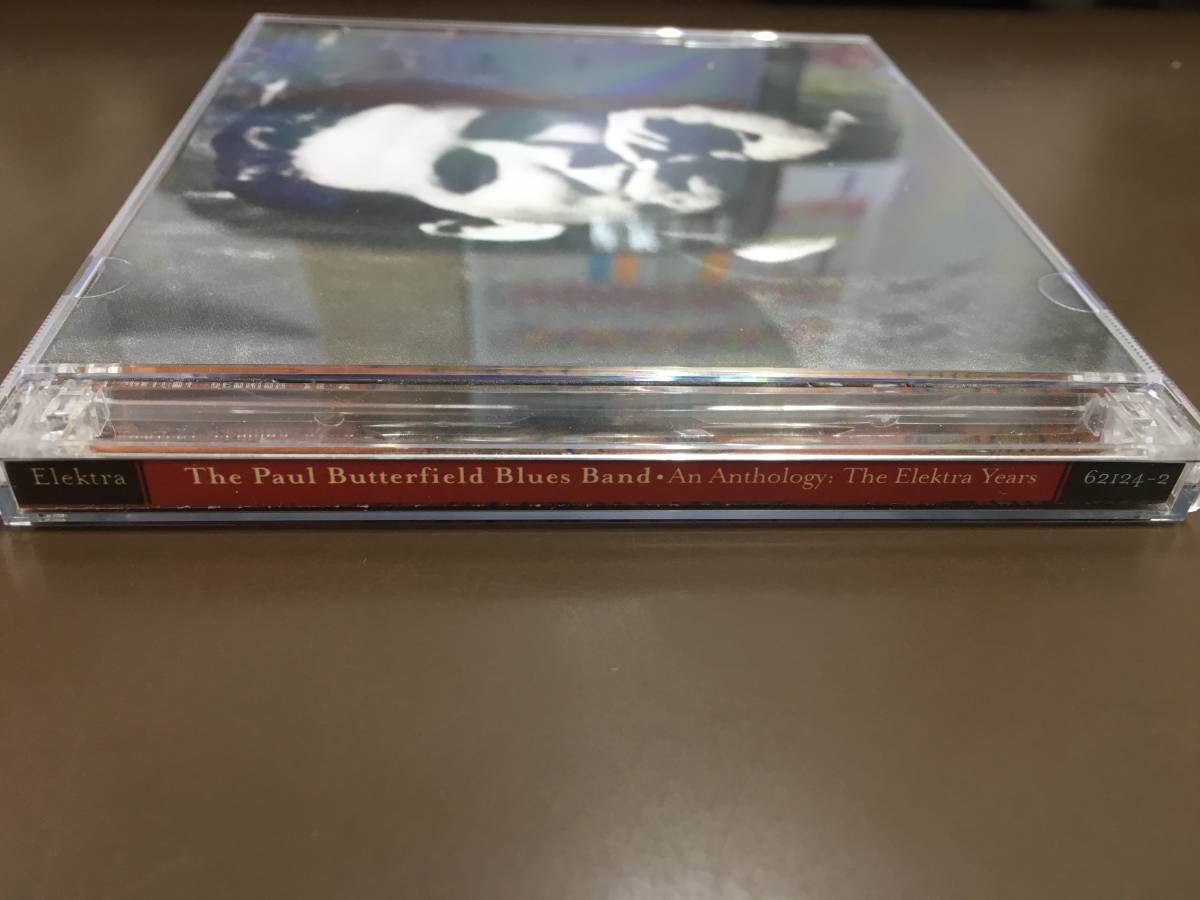 Elektra The Paul Butterfield Blues Band • An Anthology: The Elektra Years 62124-2